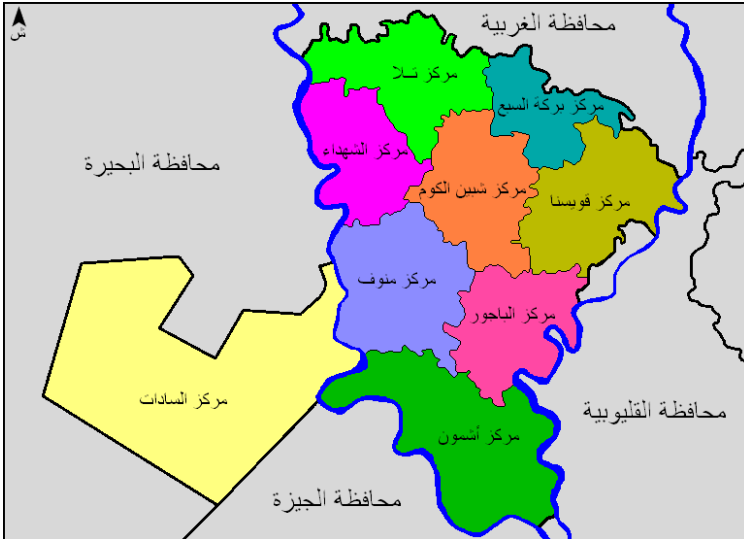 ش
محافظة الغربية
مركز تــلا
مركز بركة السبع
مركز الشهداء
محافظة البحيرة
مركز شبين الكوم
مركز قويسنا
مركز منوف
مركز الباجور
مركز السادات
محافظة القليوبية
مركز أشمون
محافظة الجيزة